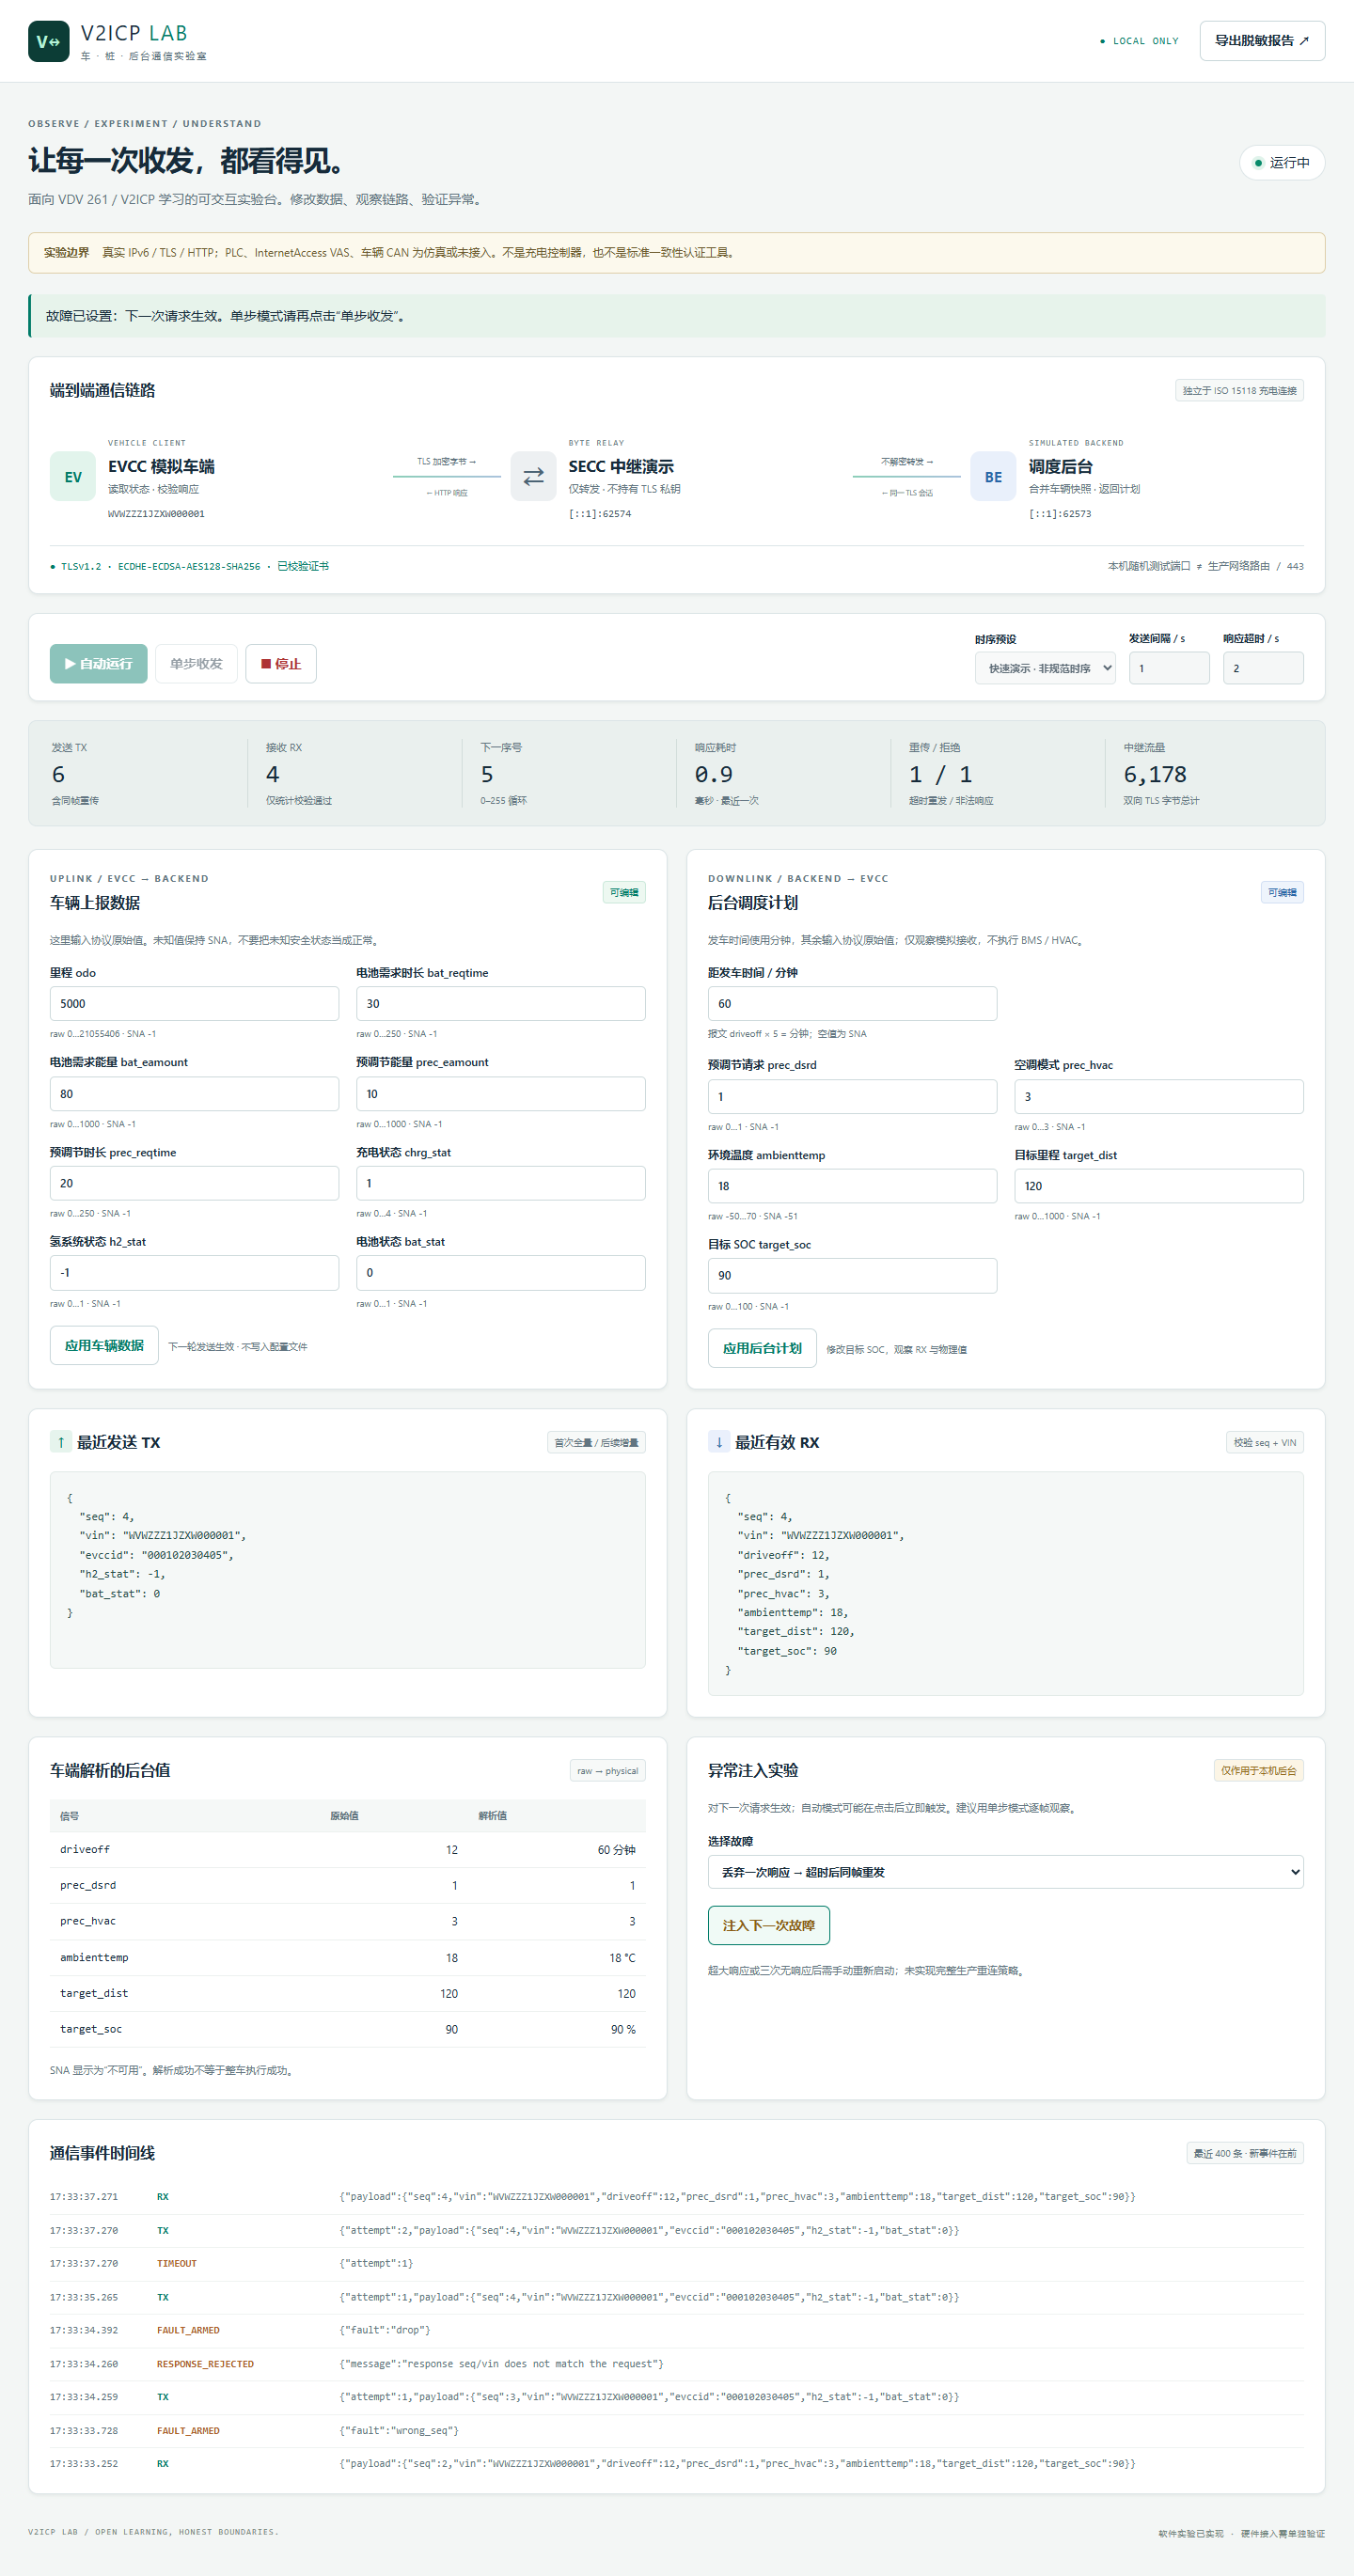 V↔
V2ICP LAB
车 · 桩 · 后台通信实验室
● LOCAL ONLY
导出脱敏报告 ↗
OBSERVE / EXPERIMENT / UNDERSTAND
让每一次收发，都看得见。
运行中
面向 VDV 261 / V2ICP 学习的可交互实验台。修改数据、观察链路、验证异常。
实验边界 真实 IPv6 / TLS / HTTP；PLC、InternetAccess VAS、车辆 CAN 为仿真或未接入。不是充电控制器，也不是标准一致性认证工具。
故障已设置：下一次请求生效。单步模式请再点击“单步收发”。
端到端通信链路
独立于 ISO 15118 充电连接
EV
VEHICLE CLIENT
EVCC 模拟车端
读取状态 · 校验响应
WVWZZZ1JZXW000001
TLS 加密字节 →
← HTTP 响应
⇄
BYTE RELAY
SECC 中继演示
仅转发 · 不持有 TLS 私钥
[::1]:62574
不解密转发 →
← 同一 TLS 会话
BE
SIMULATED BACKEND
调度后台
合并车辆快照 · 返回计划
[::1]:62573
● TLSv1.2 · ECDHE-ECDSA-AES128-SHA256 · 已校验证书
本机随机测试端口 ≠ 生产网络路由 / 443
▶ 自动运行
单步收发
■ 停止
时序预设
快速演示 · 非规范时序
发送间隔 / s
1
响应超时 / s
2
发送 TX
6
含同帧重传
接收 RX
4
仅统计校验通过
下一序号
5
0–255 循环
响应耗时
0.9
毫秒 · 最近一次
重传 / 拒绝
1 / 1
超时重发 / 非法响应
中继流量
6,178
双向 TLS 字节总计
UPLINK / EVCC → BACKEND
车辆上报数据
可编辑
这里输入协议原始值。未知值保持 SNA，不要把未知安全状态当成正常。
里程 odo
5000
raw 0…21055406 · SNA -1
电池需求时长 bat_reqtime
30
raw 0…250 · SNA -1
电池需求能量 bat_eamount
80
raw 0…1000 · SNA -1
预调节能量 prec_eamount
10
raw 0…1000 · SNA -1
预调节时长 prec_reqtime
20
raw 0…250 · SNA -1
充电状态 chrg_stat
1
raw 0…4 · SNA -1
氢系统状态 h2_stat
-1
raw 0…1 · SNA -1
电池状态 bat_stat
0
raw 0…1 · SNA -1
应用车辆数据
下一轮发送生效 · 不写入配置文件
DOWNLINK / BACKEND → EVCC
后台调度计划
可编辑
发车时间使用分钟，其余输入协议原始值；仅观察模拟接收，不执行 BMS / HVAC。
距发车时间 / 分钟
60
报文 driveoff × 5 = 分钟；空值为 SNA
预调节请求 prec_dsrd
1
raw 0…1 · SNA -1
空调模式 prec_hvac
3
raw 0…3 · SNA -1
环境温度 ambienttemp
18
raw -50…70 · SNA -51
目标里程 target_dist
120
raw 0…1000 · SNA -1
目标 SOC target_soc
90
raw 0…100 · SNA -1
应用后台计划
修改目标 SOC，观察 RX 与物理值
↑ 最近发送 TX
首次全量 / 后续增量
{
"seq": 4,
"vin": "WVWZZZ1JZXW000001",
"evccid": "000102030405",
"h2_stat": -1,
"bat_stat": 0
}
↓ 最近有效 RX
校验 seq + VIN
{
"seq": 4,
"vin": "WVWZZZ1JZXW000001",
"driveoff": 12,
"prec_dsrd": 1,
"prec_hvac": 3,
"ambienttemp": 18,
"target_dist": 120,
"target_soc": 90
}
车端解析的后台值
raw → physical
信号 原始值 解析值
driveoff 12 60 分钟
prec_dsrd 1 1
prec_hvac 3 3
ambienttemp 18 18 °C
target_dist 120 120
target_soc 90 90 %
SNA 显示为“不可用”。解析成功不等于整车执行成功。
异常注入实验
仅作用于本机后台
对下一次请求生效；自动模式可能在点击后立即触发。建议用单步模式逐帧观察。
选择故障
丢弃一次响应 → 超时后同帧重发
注入下一次故障
超大响应或三次无响应后需手动重新启动；未实现完整生产重连策略。
通信事件时间线
最近 400 条 · 新事件在前
17:33:37.271 RX {"payload":{"seq":4,"vin":"WVWZZZ1JZXW000001","driveoff":12,"prec_dsrd":1,"prec_hvac":3,"ambienttemp":18,"target_dist":120,"target_soc":90}}
17:33:37.270 TX {"attempt":2,"payload":{"seq":4,"vin":"WVWZZZ1JZXW000001","evccid":"000102030405","h2_stat":-1,"bat_stat":0}}
17:33:37.270 TIMEOUT {"attempt":1}
17:33:35.265 TX {"attempt":1,"payload":{"seq":4,"vin":"WVWZZZ1JZXW000001","evccid":"000102030405","h2_stat":-1,"bat_stat":0}}
17:33:34.392 FAULT_ARMED {"fault":"drop"}
17:33:34.260 RESPONSE_REJECTED {"message":"response seq/vin does not match the request"}
17:33:34.259 TX {"attempt":1,"payload":{"seq":3,"vin":"WVWZZZ1JZXW000001","evccid":"000102030405","h2_stat":-1,"bat_stat":0}}
17:33:33.728 FAULT_ARMED {"fault":"wrong_seq"}
17:33:33.252 RX {"payload":{"seq":2,"vin":"WVWZZZ1JZXW000001","driveoff":12,"prec_dsrd":1,"prec_hvac":3,"ambienttemp":18,"target_dist":120,"target_soc":90}}
V2ICP LAB / OPEN LEARNING, HONEST BOUNDARIES.
软件实验已实现 · 硬件接入需单独验证